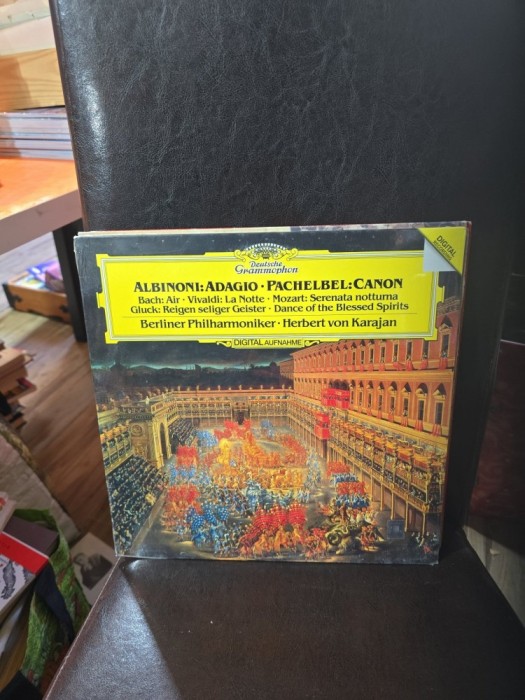 DIGITAL
Deutsche
Grammophon
ALBINONI:ADAGIO · PACHELBEL:CANON
Bach: Air · Vivaldi: La Notte · Mozart: Serenata notturna
Gluck: Reigen seliger Geister · Dance of the Blessed Spirits
Berliner Philharmoniker · Herbert von Karajan
DIGITAL AUFNAHME